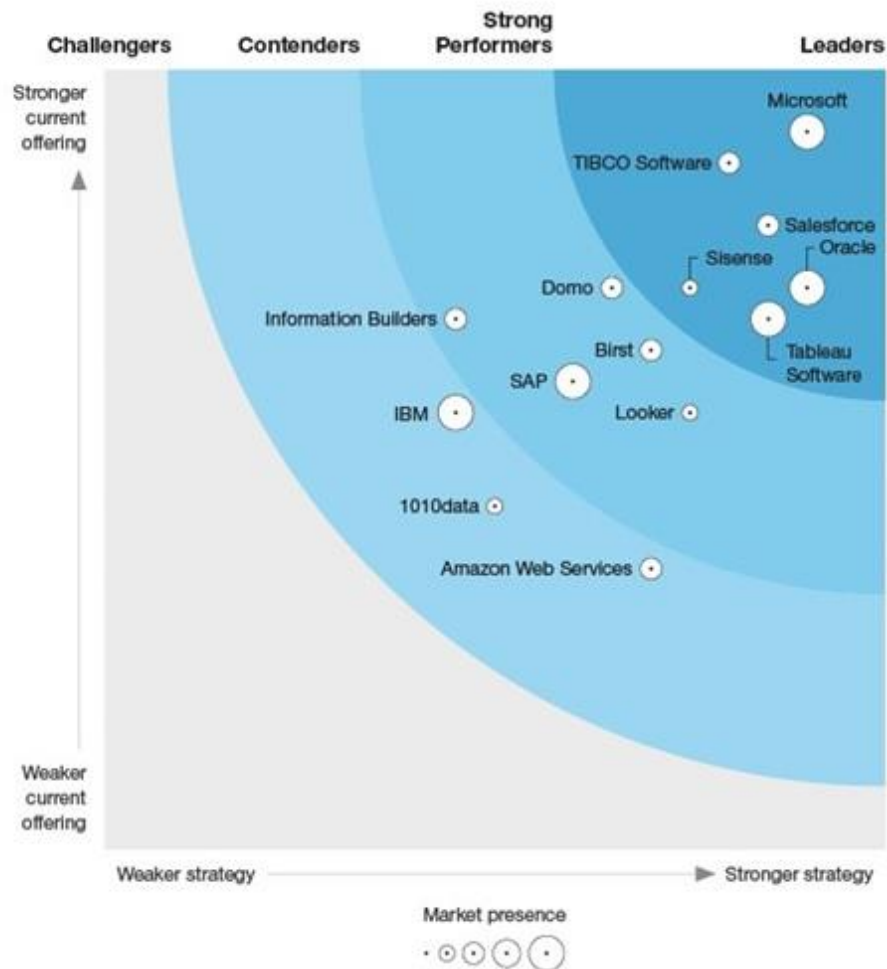 Challengers
Contenders
Strong
Performers
Leaders
Stronger
current
offering
Microsoft
TIBCO Software
Salesforce
Oracle
Sisense
Domo
Information Builders
Birst
Tableau
Software
SAP
IBM
Looker
1010data
Amazon Web Services
Weaker
current
offering
Weaker strategy
Stronger strategy
Market presence